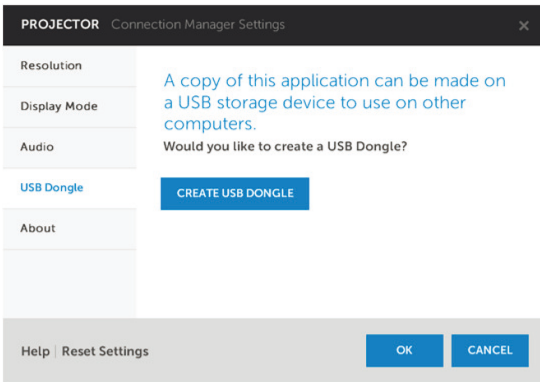 PROJECTOR Connection Manager Settings
Resolution
Display Mode
Audio
USB Dongle
About
A copy of this application can be made on
a USB storage device to use on other
computers.
Would you like to create a USB Dongle?
CREATE USB DONGLE
Help | Reset Settings
OK
CANCEL